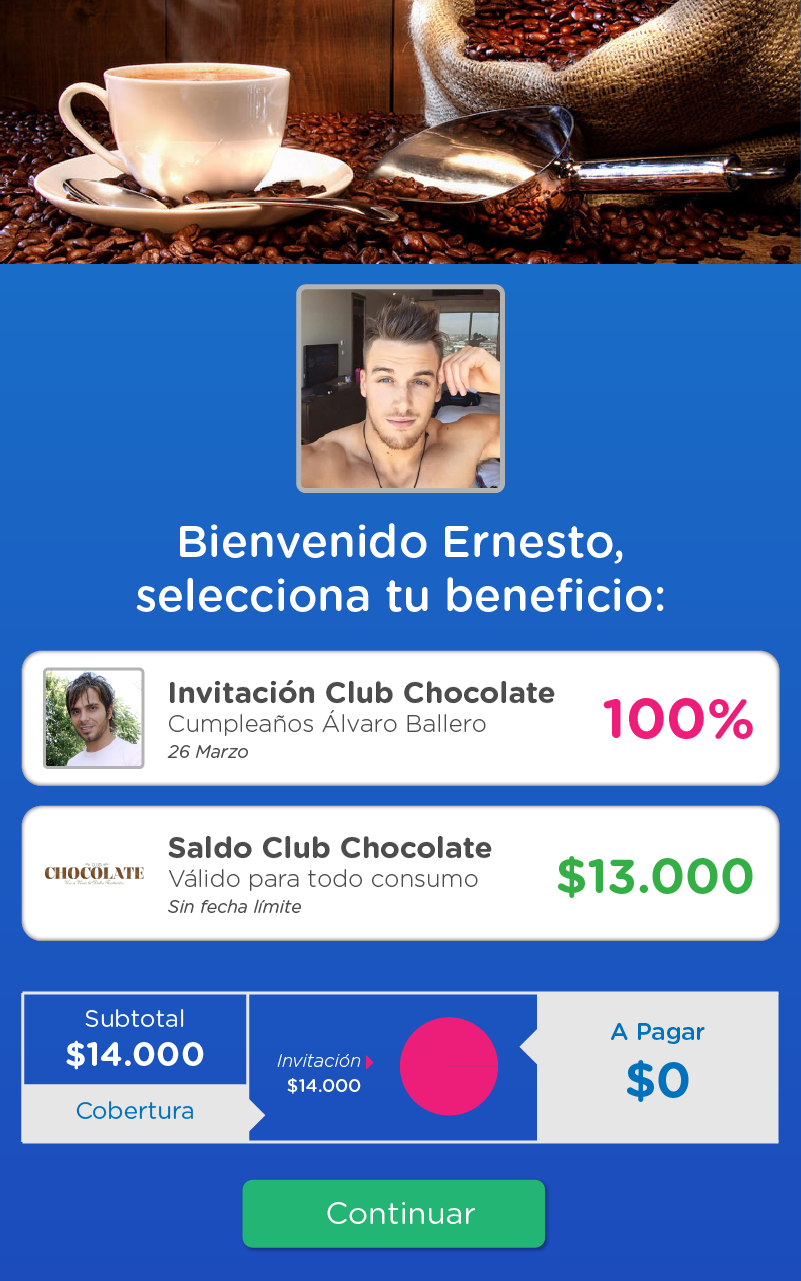 Bienvenido Ernesto,
selecciona tu beneficio:
Invitación Club Chocolate
Cumpleaños Álvaro Ballero
26 Marzo
100%
CHOCOLATE
Saldo Club Chocolate
Válido para todo consumo
Sin fecha límite
$13.000
Subtotal
$14.000
Cobertura
Invitación
$14.000
A Pagar
$0
Continuar